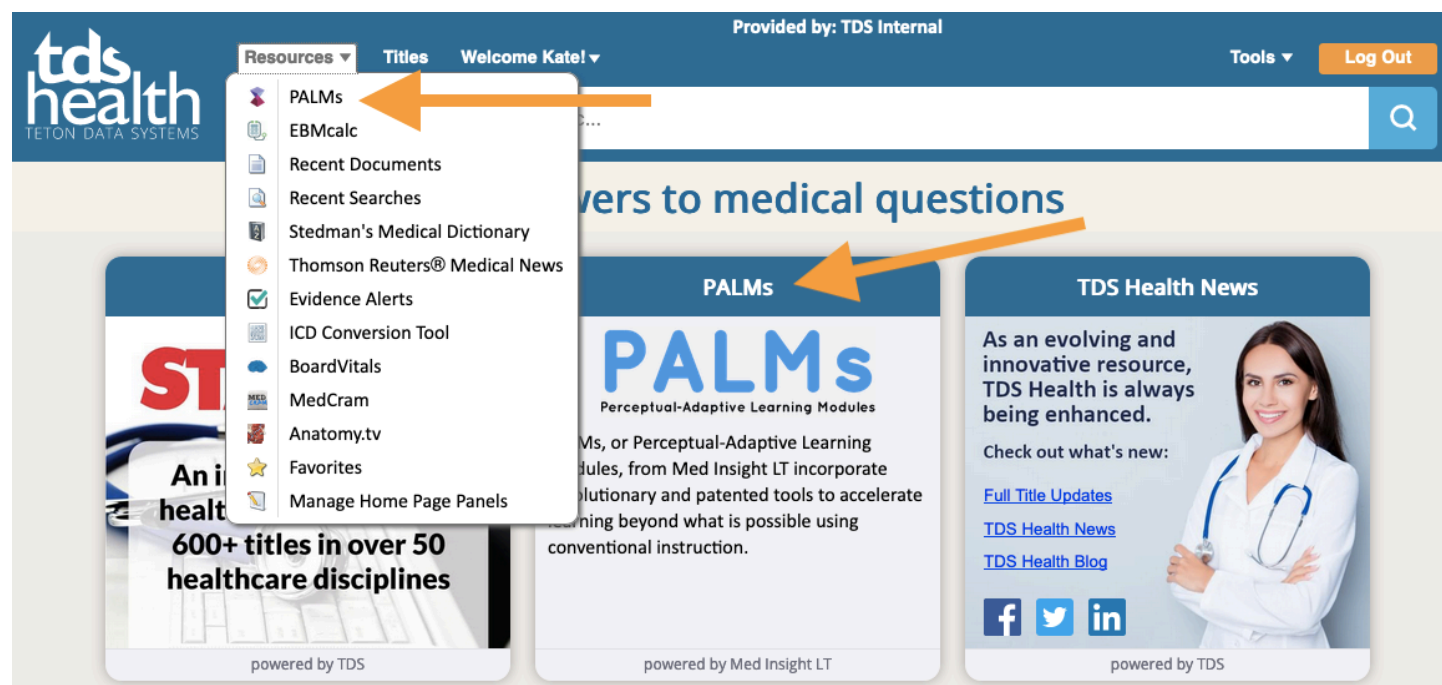 Provided by: TDS Internal
tds
health
TETON DATA SYSTEMS
Resources ▼ Titles Welcome Kate! ▾ Tools ▼ Log Out
PALMs
EBMcalc
Recent Documents
Recent Searches
Stedman's Medical Dictionary
Thomson Reuters® Medical News
Evidence Alerts
ICD Conversion Tool
BoardVitals
MedCram
Anatomy.tv
Favorites
Manage Home Page Panels
to medical questions
ST
An
healt
600+ titles in over 50
healthcare disciplines
powered by TDS
PALMs
PALMs
Perceptual-Adaptive Learning Modules
or Perceptual-Adaptive Learning
from Med Insight LT incorporate
and patented tools to accelerate
beyond what is possible using
conventional instruction.
powered by Med Insight LT
TDS Health News
As an evolving and
innovative resource,
TDS Health is always
being enhanced.
Check out what's new:
Full Title Updates
TDS Health News
TDS Health Blog
f
in
powered by TDS